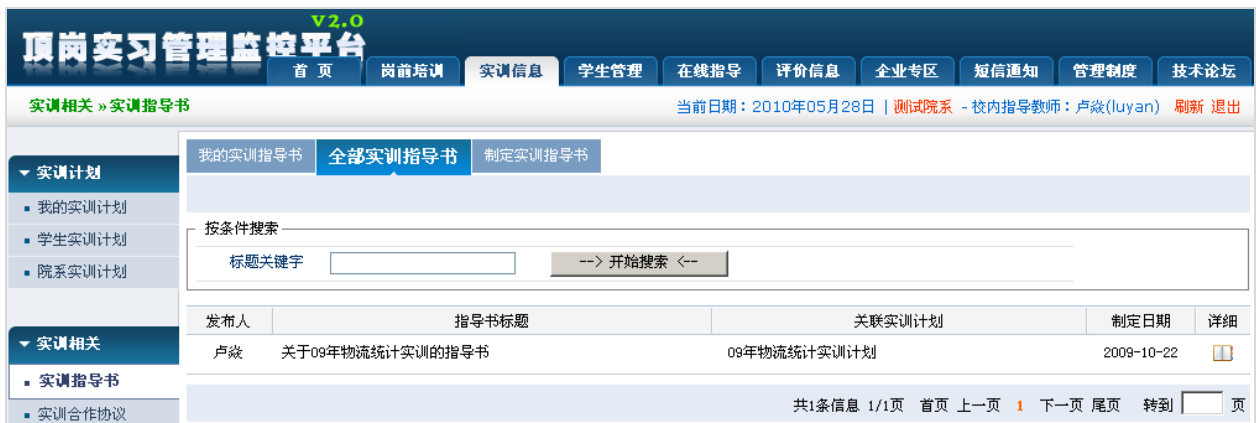 V2.0
顶岗实习管理监控平台
首 页 岗前培训 实训信息 学生管理 在线指导 评价信息 企业专区 短信通知 管理制度 技术论坛
实训相关 » 实训指导书 当前日期：2010年05月28日 | 测试院系 - 校内指导教师：卢焱(luyan) 刷新 退出
我的实训指导书 全部实训指导书 制定实训指导书
实训计划
我的实训计划
学生实训计划
院系实训计划
按条件搜索
标题关键字 --> 开始搜索 <--
发布人 指导书标题 关联实训计划 制定日期 详细
卢焱 关于09年物流统计实训的指导书 09年物流统计实训计划 2009-10-22
实训相关
实训指导书
实训合作协议
共1条信息 1/1页 首页 上一页 1 下一页 尾页 转到 页